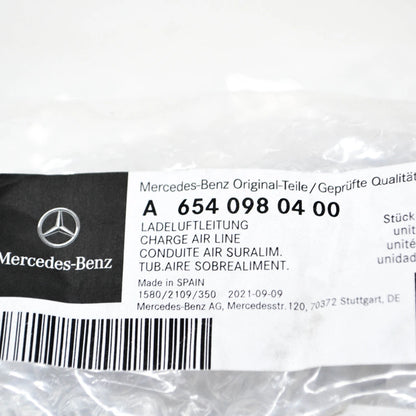 Mercedes-Benz Original-Teile/Geprüfte Qualität
A 654 098 04 00
LADELUFTLEITUNG
CHARGE AIR LINE
CONDUITE AIR SURALIM.
TUB.AIRE SOBREALIMENT.
Stück
unit
unité
unidad
Made in SPAIN
1580/2109/350 2021-09-09
Mercedes-Benz AG, Mercedesstr.120, 70372 Stuttgart, DE
Mercedes-Benz